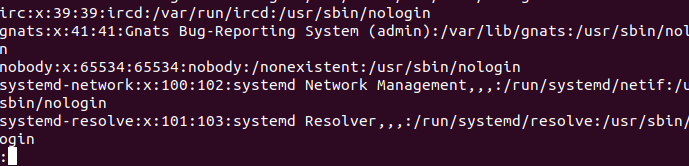 irc:x:39:39:ircd:/var/run/ircd:/usr/sbin/nologin
gnats:x:41:41:Gnats Bug-Reporting System (admin):/var/lib/gnats:/usr/sbin/nol
n
nobody:x:65534:65534:nobody:/nonexistent:/usr/sbin/nologin
systemd-network:x:100:102:systemd Network Management,,,:/run/systemd/netif:/u
sbin/nologin
systemd-resolve:x:101:103:systemd Resolver,,,:/run/systemd/resolve:/usr/sbin/
ogin
: